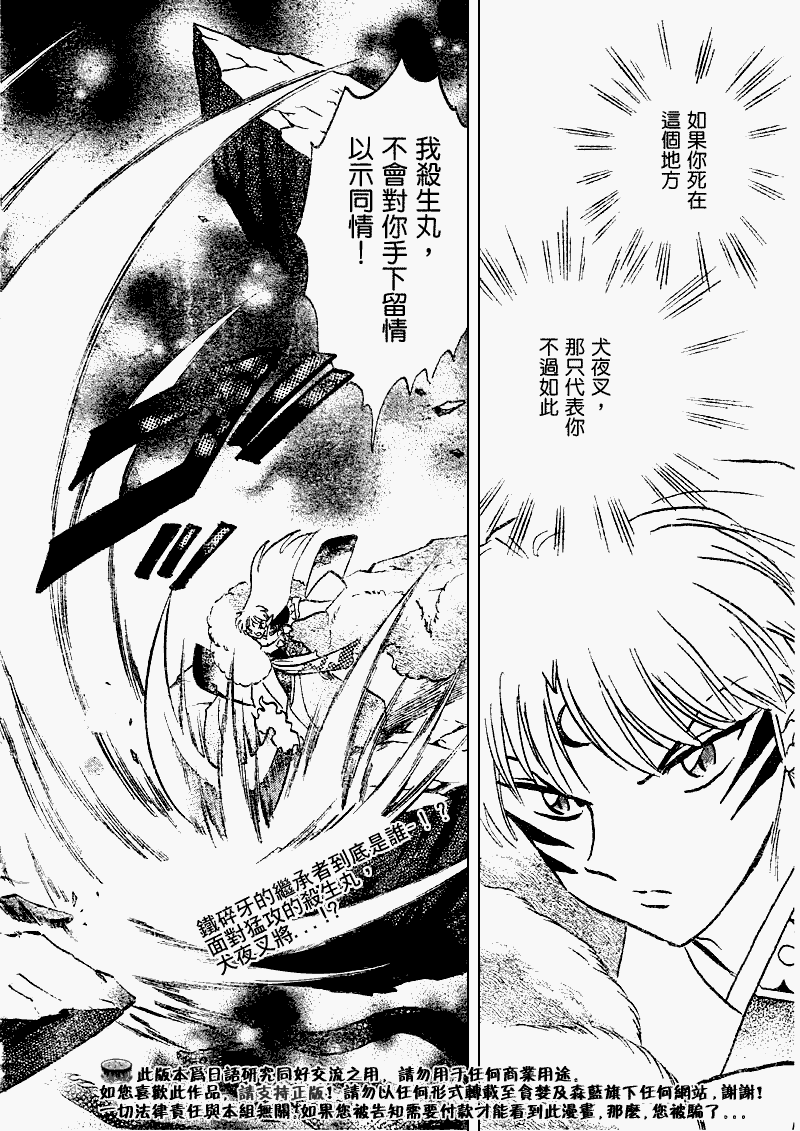 如果你死在
這個地方
犬夜叉，
那只代表你
不過如此
我殺生丸，
不會對你手下留情
以示同情！
鐵碎牙的繼承者到底是誰-！？
面對猛攻的殺生丸，
犬夜叉將...！？
此版本爲日語研究同好交流之用，請勿用于任何商業用途。
如您喜歡此作品，請支持正版！請勿以任何形式轉載至貪婪及森藍旗下任何網站，謝謝！
一切法律責任與本組無關，如果您被告知需要付款才能看到此漫畫，那麼，您被騙了...